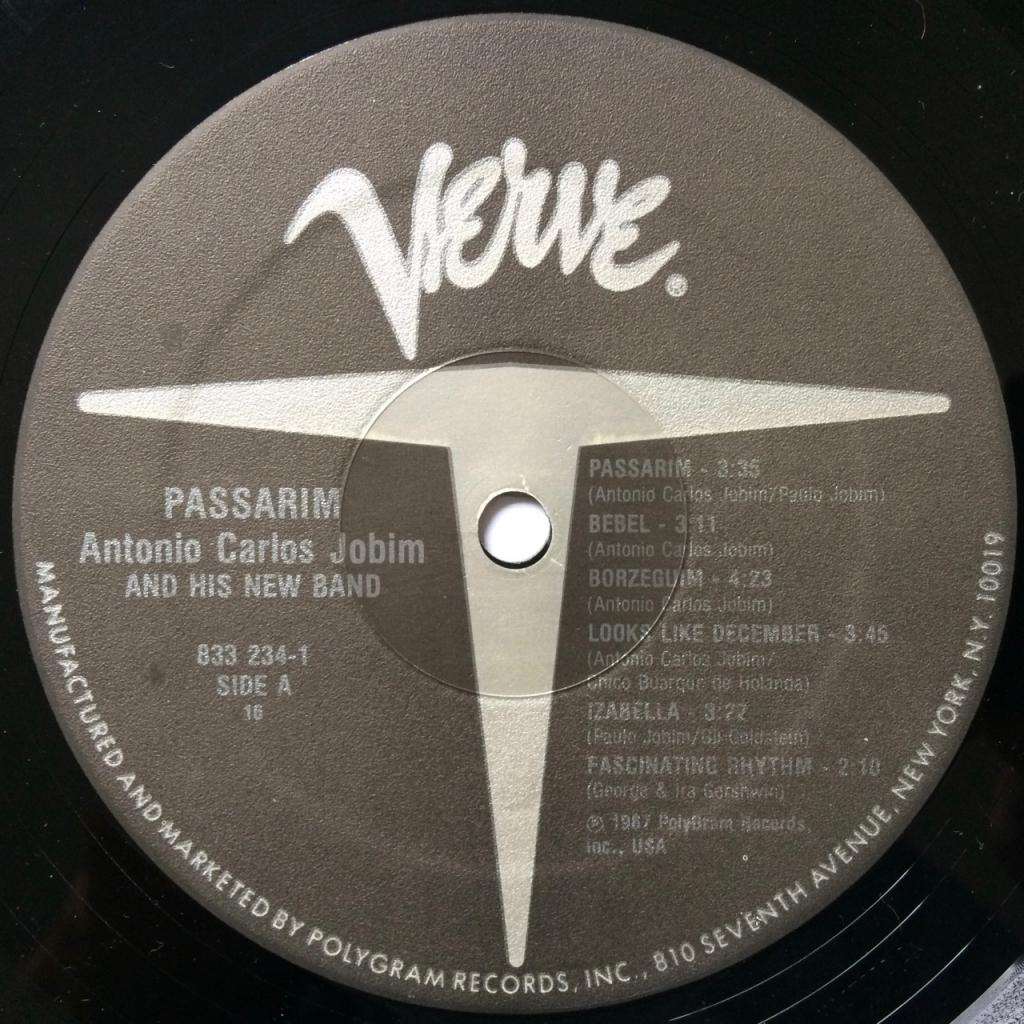 Verve®
PASSARIM
Antonio Carlos Jobim
AND HIS NEW BAND
833 234-1
SIDE A
16
PASSARIM - 3:35
(Antonio Carlos Jobim/Paulo Jobim)
BEBEL - 3:11
(Antonio Carlos Jobim)
BORZEGUIM - 4:23
(Antonio Carlos Jobim)
LOOKS LIKE DECEMBER - 3:45
(Antonio Carlos Jobim/
Chico Buarque de Holanna)
IZABELLA - 3:22
(Paulo Jobim/Gil Goldstein)
FASCINATING RHYTHM - 2:10
(George & Ira Gershwin)
℗ 1987 PolyGram Records,
Inc., USA
MANUFACTURED AND MARKETED BY POLYGRAM RECORDS, INC., 810 SEVENTH AVENUE, NEW YORK, N.Y. 10019